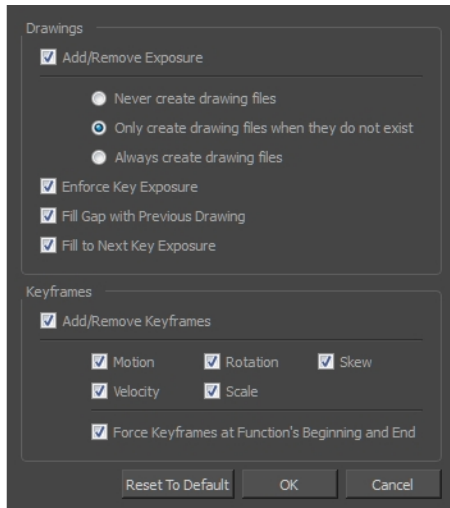 Drawings
Add/Remove Exposure
Never create drawing files
Only create drawing files when they do not exist
Always create drawing files
Enforce Key Exposure
Fill Gap with Previous Drawing
Fill to Next Key Exposure
Keyframes
Add/Remove Keyframes
Motion Rotation Skew
Velocity Scale
Force Keyframes at Function's Beginning and End
Reset To Default OK Cancel